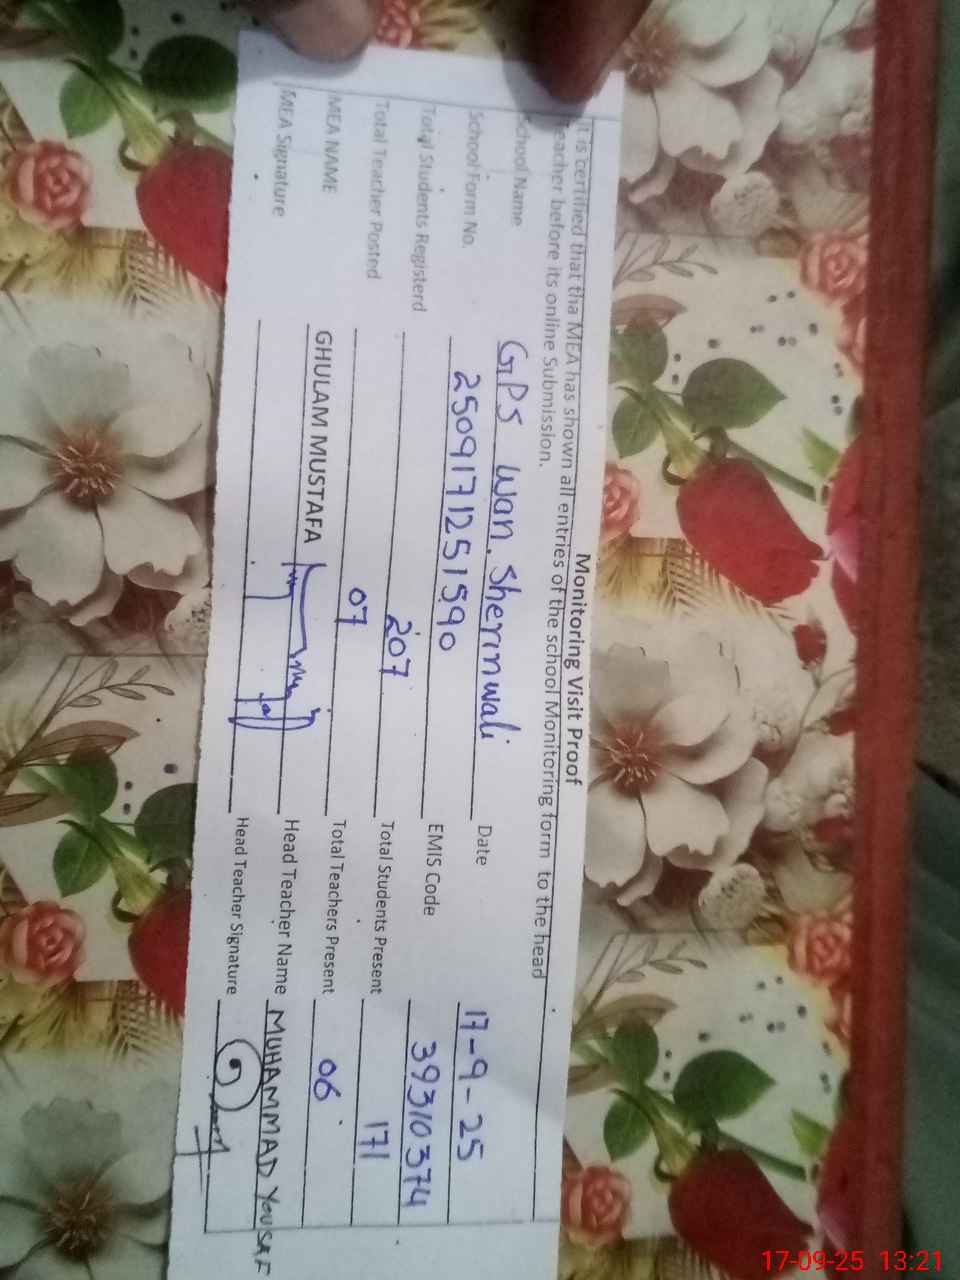 Monitoring Visit Proof
It is certified that tha MEA has shown all entries of the school Monitoring form to the head
teacher before its online Submission.
School Name GPS wan. Sherinwali Date 17-9-25
School Form No. 2509171251590 EMIS Code 39310374
Total Students Registerd 207 Total Students Present 171
Total Teacher Posted 07 Total Teachers Present 06
MEA NAME GHULAM MUSTAFA Head Teacher Name MUHAMMAD YOUSAF
MEA Signature Head Teacher Signature
17-09-25 13:21